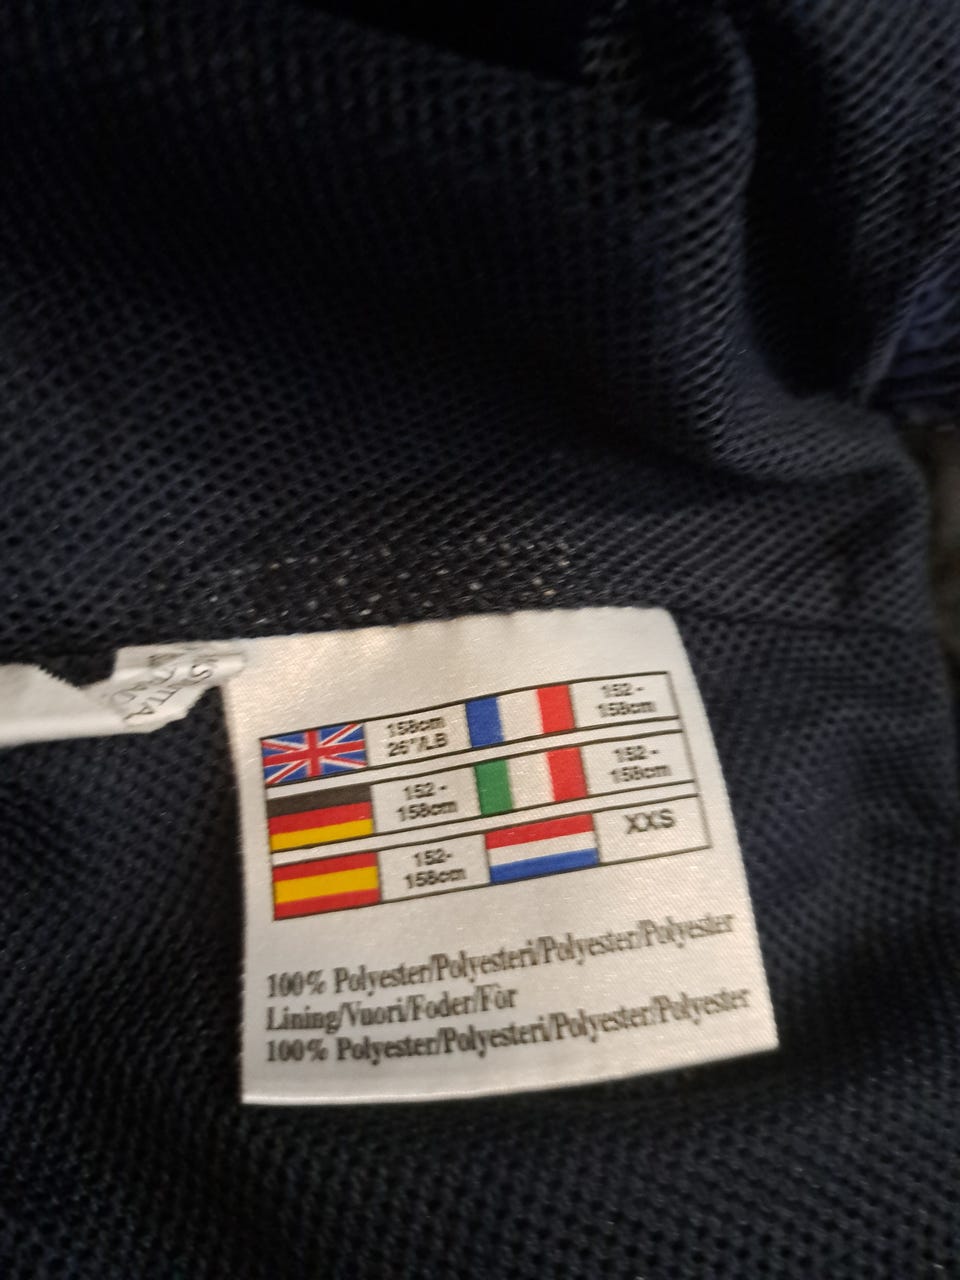 158cm
26"/LB
152 -
158cm
152 -
158cm
152 -
158cm
152-
158cm
XXS
100% Polyester/Polyesteri/Polyester/Polyester
Lining/Vuori/Foder/Fòr
100% Polyester/Polyesteri/Polyester/Polyester